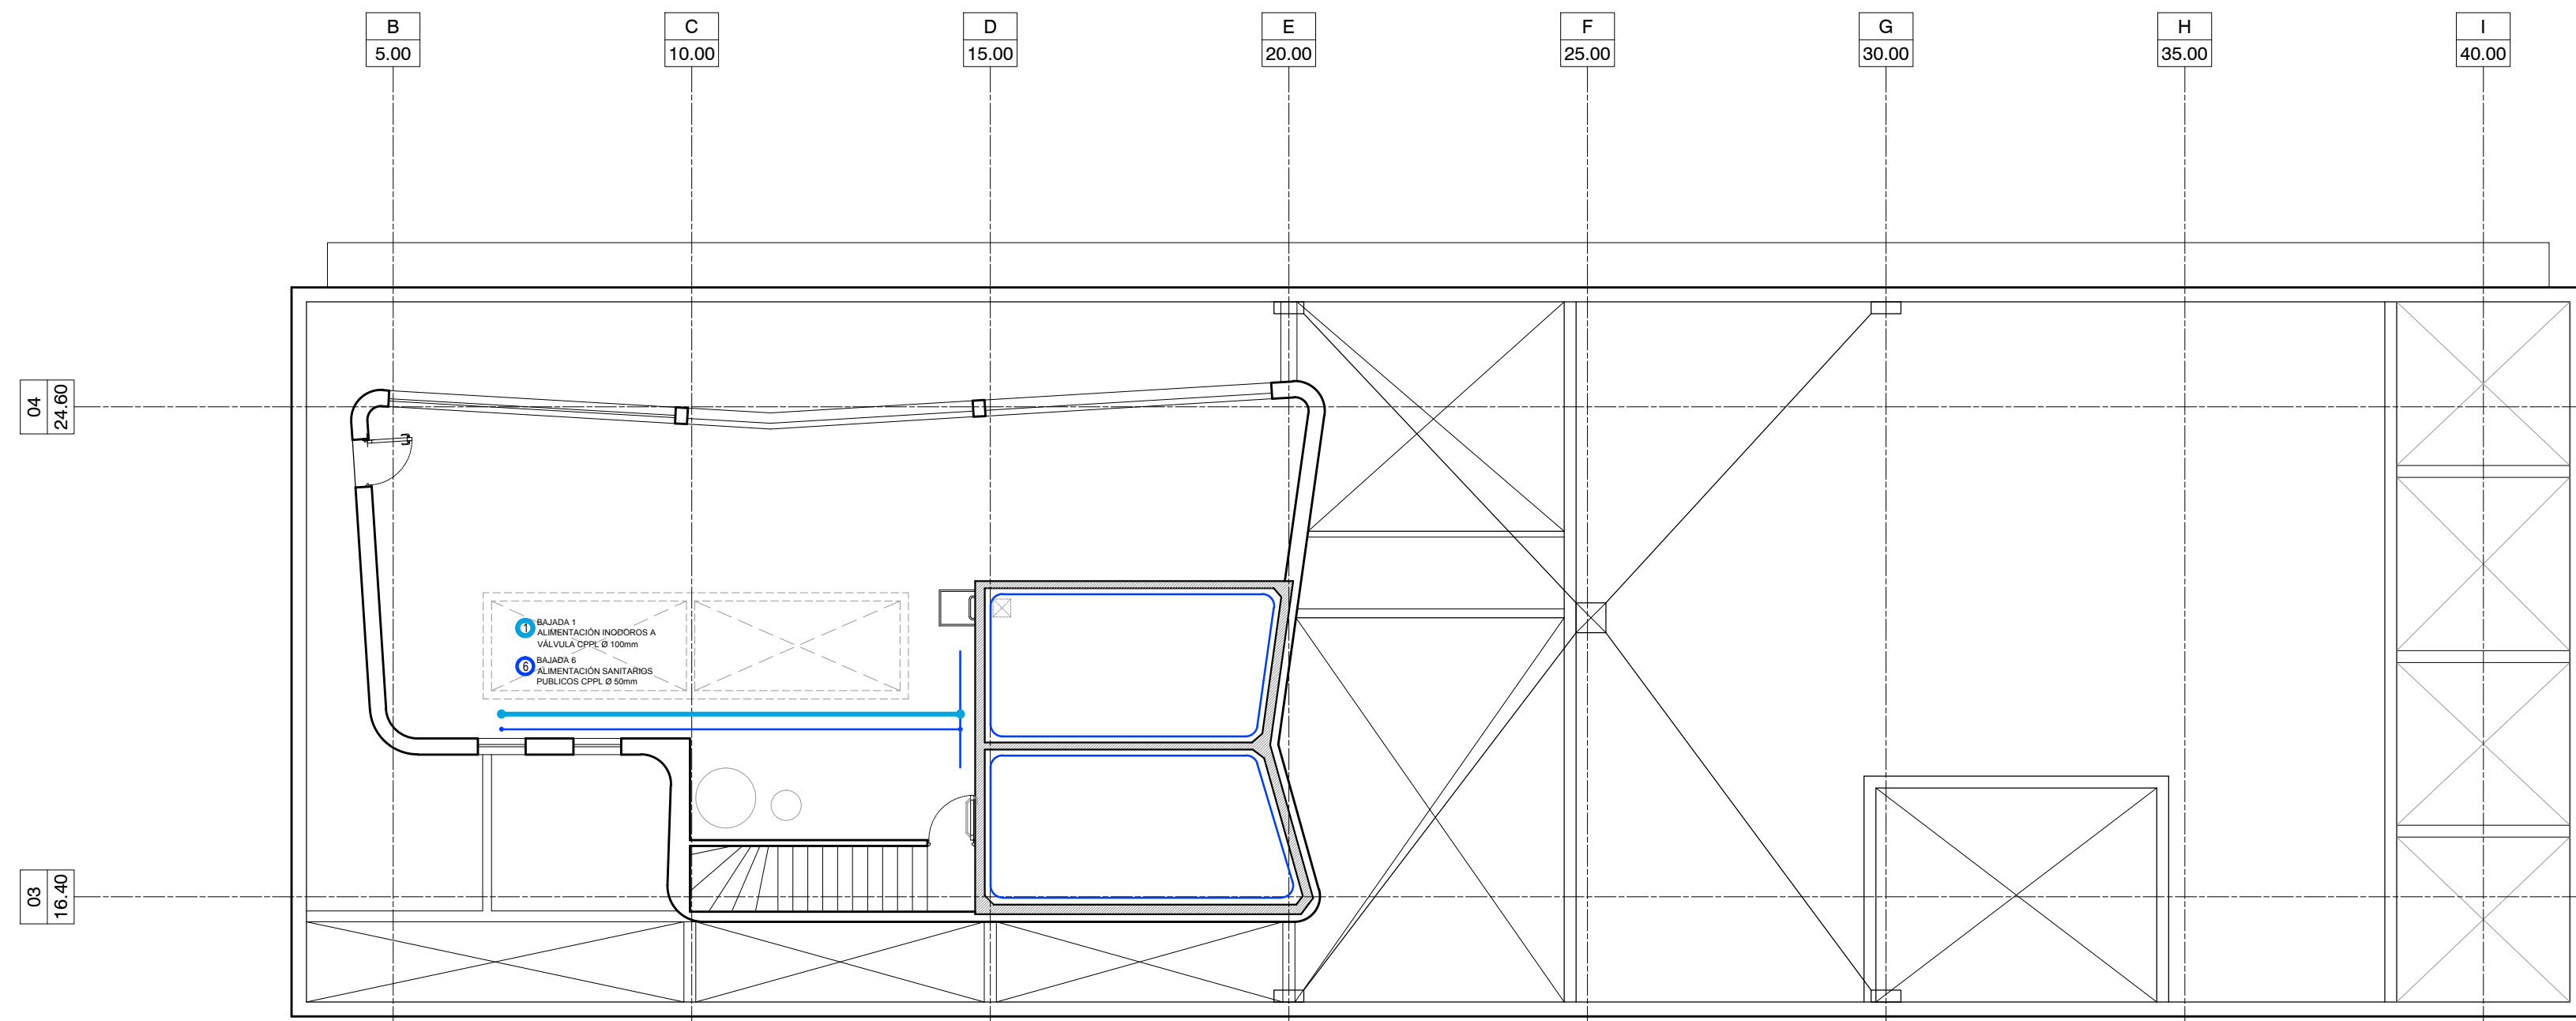 B
5.00
C
10.00
D
15.00
E
20.00
F
25.00
G
30.00
H
35.00
I
40.00
04
24.60
1
BAJADA 1
ALIMENTACIÓN INODOROS A
VÁLVULA CPPL Ø 100mm
6
BAJADA 6
ALIMENTACIÓN SANITARIOS
PUBLICOS CPPL Ø 50mm
03
16.40